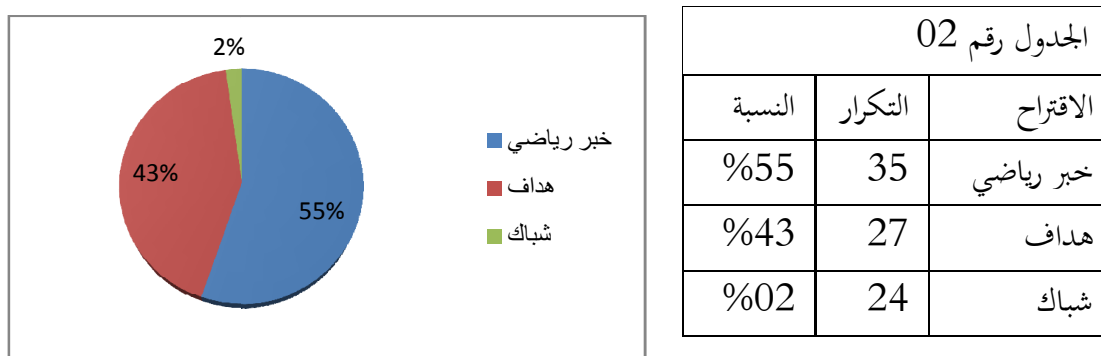 2%
43%
55%
خبر رياضي
هداف
شباك
الجدول رقم 02
الاقتراح التكرار النسبة
خبر رياضي 35 %55
هداف 27 %43
شباك 24 %02